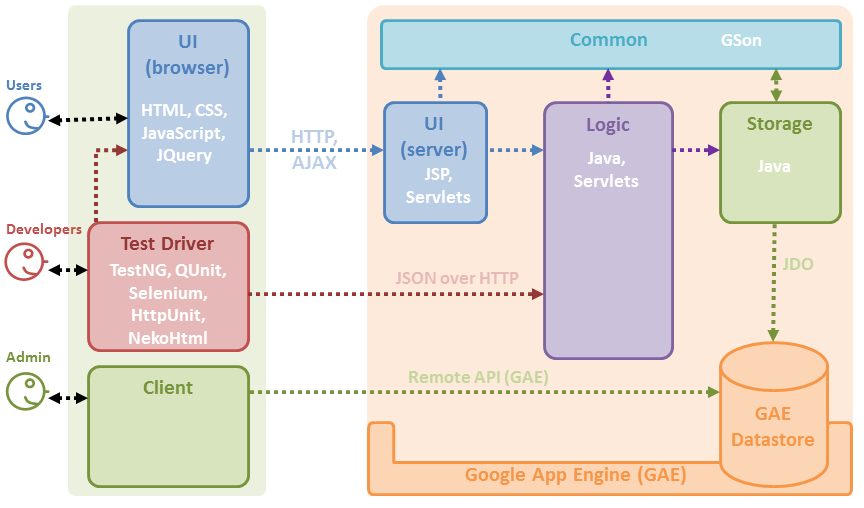 UI
(browser)
HTML, CSS,
JavaScript,
JQuery
Users
Developers
Admin
Test Driver
TestNG, QUnit,
Selenium,
HttpUnit,
NekoHtml
Client
HTTP,
AJAX
JSON over HTTP
Remote API (GAE)
Common
GSon
UI
(server)
JSP,
Servlets
Logic
Java,
Servlets
Storage
Java
JDO
GAE
Datastore
Google App Engine (GAE)